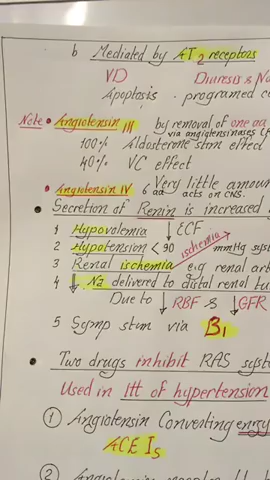 b Mediated by AT2 receptors
VD Diuresis &
Apoptosis . programed
Note • Angiotensin III by removal of one aa
via angiotensinases
100% Aldosterone stim effect
40% VC effect
• Angiotensin IV 6 aa Very little amoun
acts on CNS.
• Secretion of Renin is increased
1 Hypovolemia ↓ ECF
2 Hypotension < 90 mmHg syst
ischemia
3 Renal ischemia e.g renal art
4 ↓ Na delivered to distal renal tu
Due to ↓ RBF & ↓ GFR
5 Symp stim via B1
• Two drugs inhibit RAS syst
Used in ttt of hypertension
① Angiotensin Converting enzy
ACE Is
②